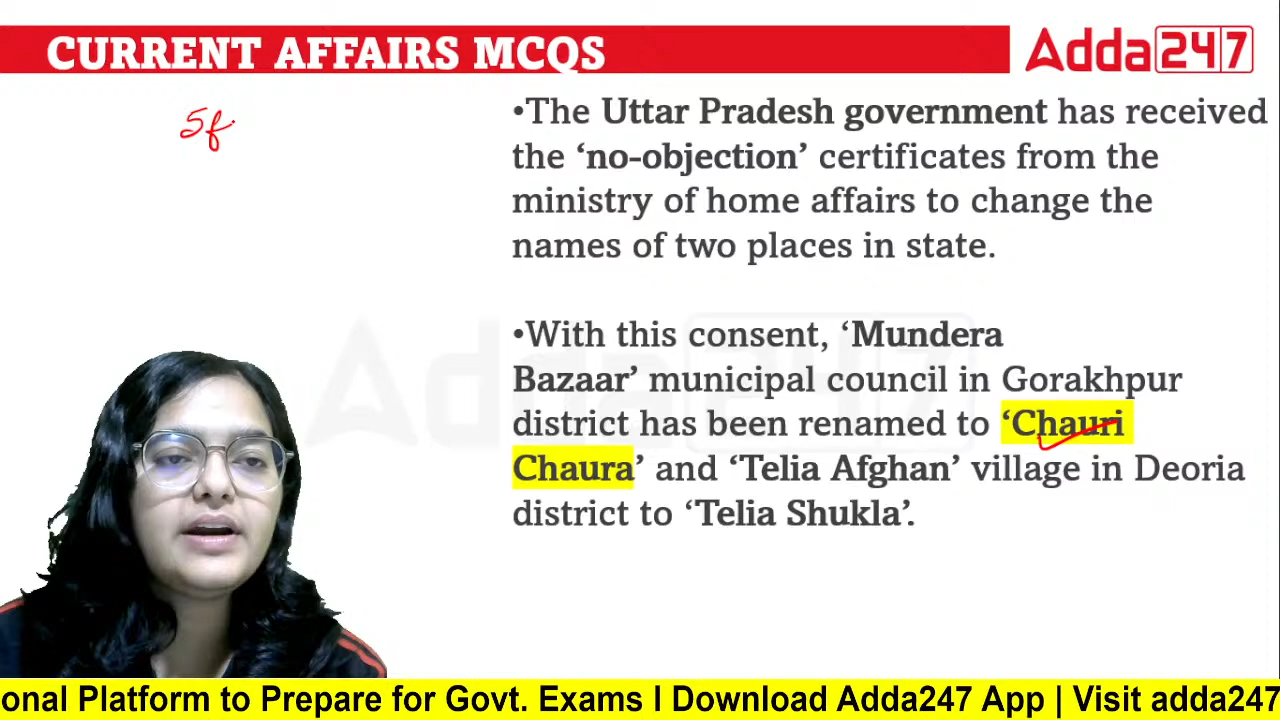 CURRENT AFFAIRS MCQS
Adda247
5f
•The Uttar Pradesh government has received
the ‘no-objection’ certificates from the
ministry of home affairs to change the
names of two places in state.
•With this consent, ‘Mundera
Bazaar’ municipal council in Gorakhpur
district has been renamed to ‘Chauri
Chaura’ and ‘Telia Afghan’ village in Deoria
district to ‘Telia Shukla’.
Adda247
onal Platform to Prepare for Govt. Exams I Download Adda247 App | Visit adda247